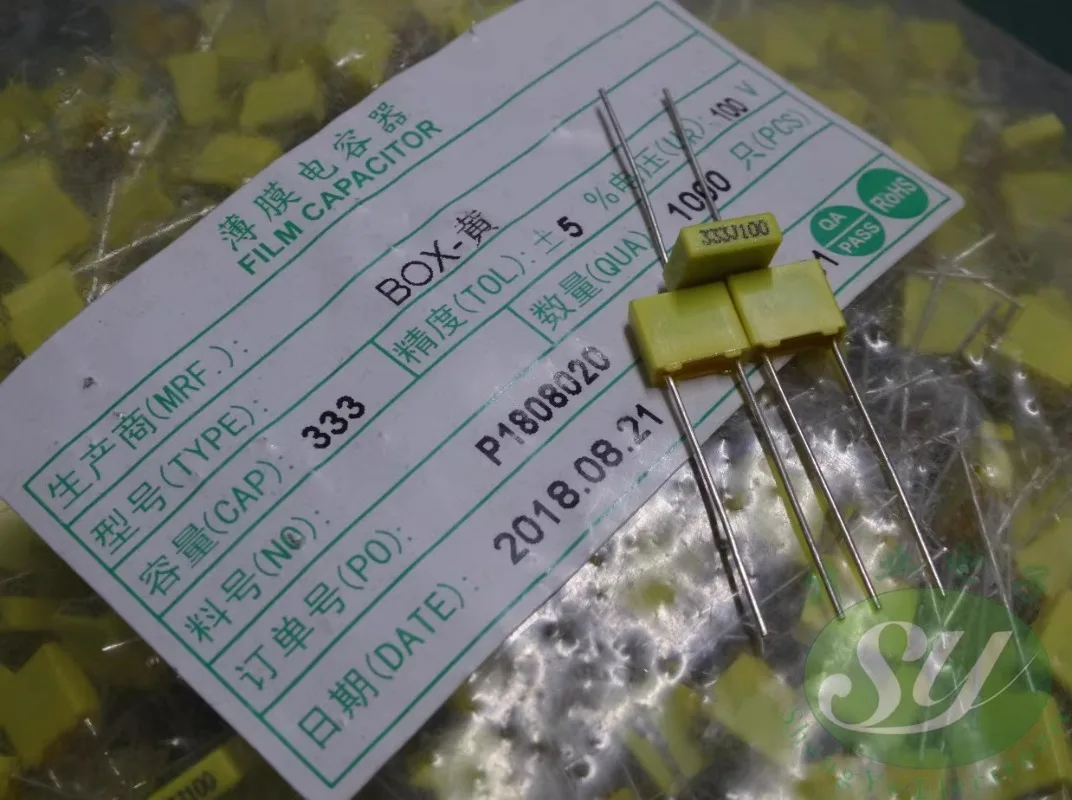 薄膜电容器
FILM CAPACITOR
生产商(MRF.):
型号(TYPE): BOX-黄
容量(CAP): 333 精度(TOL): ±5 % 电压(UR): 100 V
料号(NO): 数量(QUA) 1000 只(PCS)
订单号(PO): P1808020
日期(DATE): 2018.08.21
QA
PASS
RoHS
333J100
SY